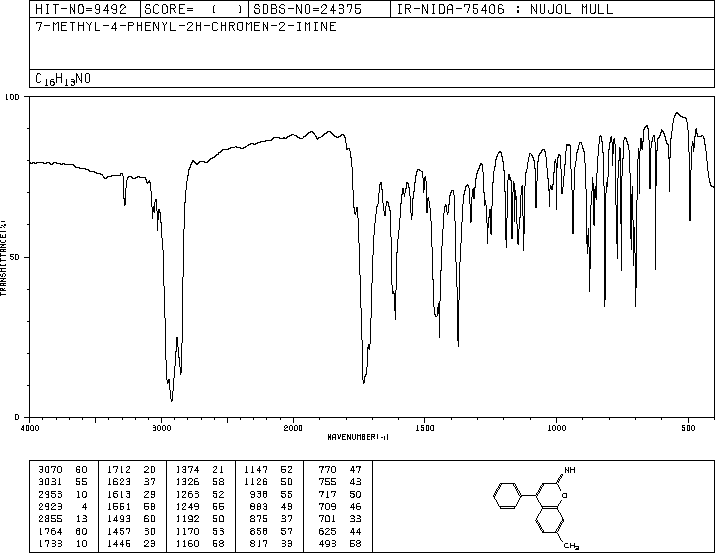 HIT-NO=9492 SCORE= ( ) SDBS-NO=24375 IR-NIDA-75406 : NUJOL MULL
7-METHYL-4-PHENYL-2H-CHROMEN-2-IMINE
C16H13NO
100
50
0
TRANSMITTANCE(%)
4000 3000 2000 1500 1000 500
WAVENUMBER(-1)
3070 60 1712 20 1374 21 1147 52 770 47
3031 55 1623 37 1326 58 1126 50 755 43
2953 10 1613 29 1263 52 938 55 717 50
2923 4 1551 58 1249 55 883 49 709 46
2855 13 1493 60 1192 50 875 37 701 33
1764 60 1457 30 1170 53 858 57 625 44
1733 10 1446 23 1160 58 817 39 493 58
NH
O
CH3